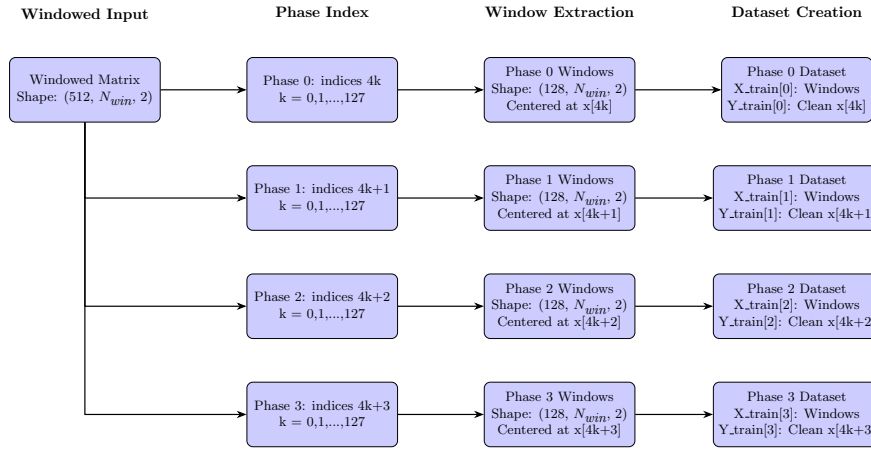 Windowed Input
Phase Index
Window Extraction
Dataset Creation
Windowed Matrix
Shape: (512, N_win, 2)
Phase 0: indices 4k
k = 0,1,...,127
Phase 0 Windows
Shape: (128, N_win, 2)
Centered at x[4k]
Phase 0 Dataset
X_train[0]: Windows
Y_train[0]: Clean x[4k]
Phase 1: indices 4k+1
k = 0,1,...,127
Phase 1 Windows
Shape: (128, N_win, 2)
Centered at x[4k+1]
Phase 1 Dataset
X_train[1]: Windows
Y_train[1]: Clean x[4k+1
Phase 2: indices 4k+2
k = 0,1,...,127
Phase 2 Windows
Shape: (128, N_win, 2)
Centered at x[4k+2]
Phase 2 Dataset
X_train[2]: Windows
Y_train[2]: Clean x[4k+2
Phase 3: indices 4k+3
k = 0,1,...,127
Phase 3 Windows
Shape: (128, N_win, 2)
Centered at x[4k+3]
Phase 3 Dataset
X_train[3]: Windows
Y_train[3]: Clean x[4k+3